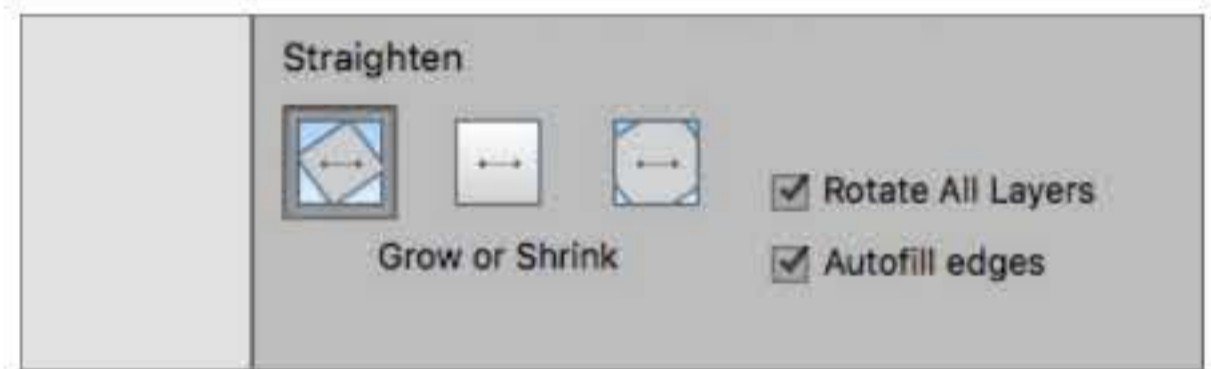 Straighten
Rotate All Layers
Grow or Shrink
Autofill edges